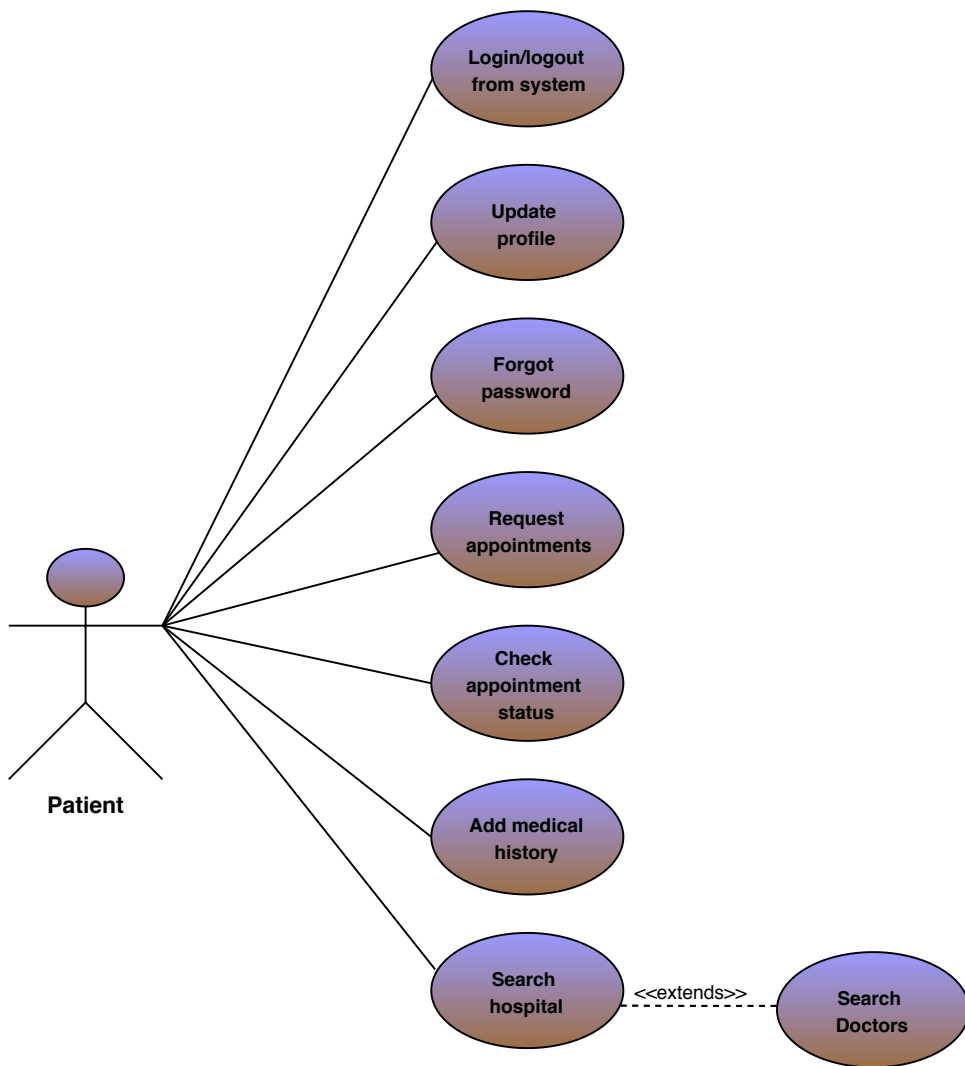 Login/logout
from system
Update
profile
Forgot
password
Request
appointments
Check
appointment
status
Patient
Add medical
history
Search
hospital
<<extends>>
Search
Doctors